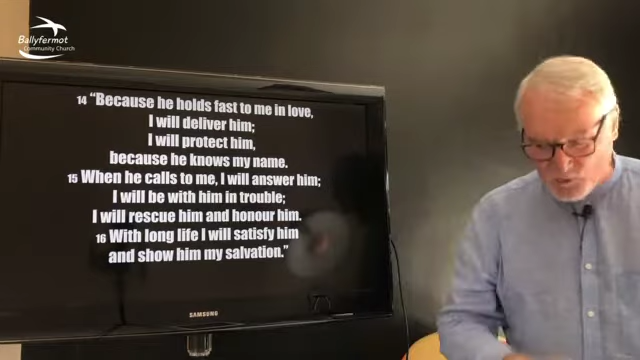 Ballyfermot
Community Church
14 “Because he holds fast to me in love,
I will deliver him;
I will protect him,
because he knows my name.
15 When he calls to me, I will answer him;
I will be with him in trouble;
I will rescue him and honour him.
16 With long life I will satisfy him
and show him my salvation.”
SAMSUNG